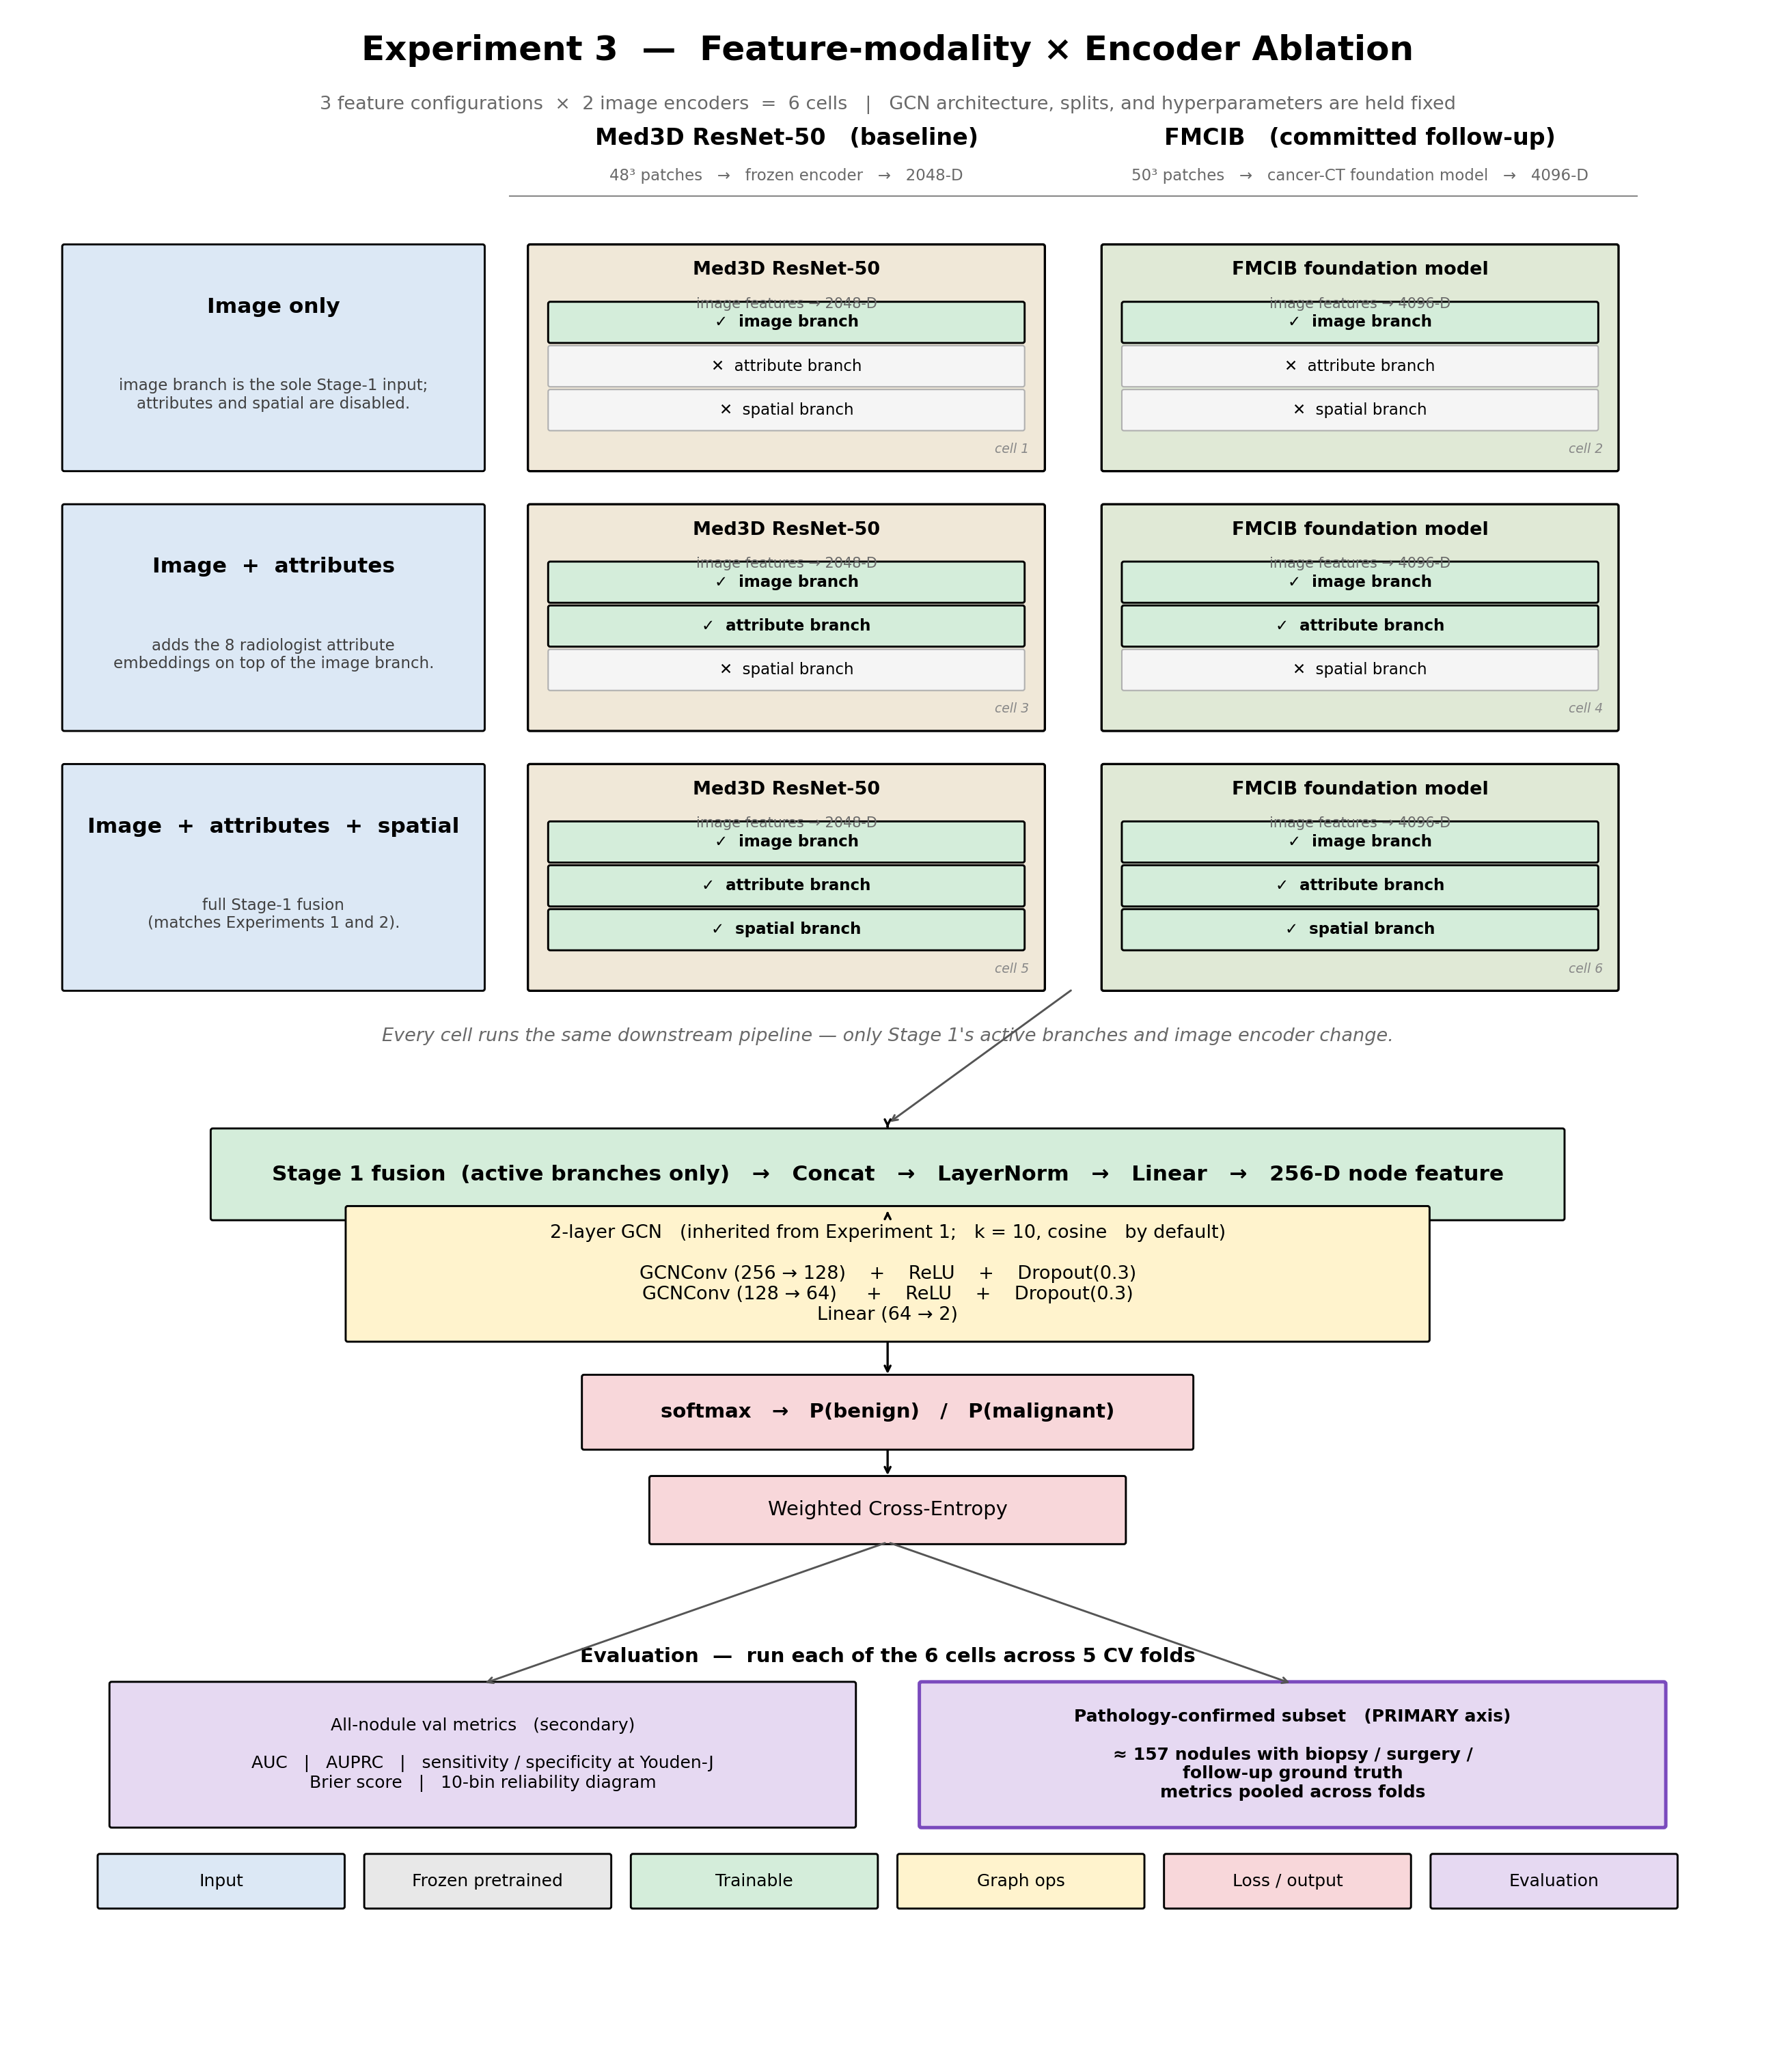 Experiment 3 — Feature-modality × Encoder Ablation
3 feature configurations × 2 image encoders = 6 cells | GCN architecture, splits, and hyperparameters are held fixed
Med3D ResNet-50 (baseline)
48³ patches → frozen encoder → 2048-D
FMCIB (committed follow-up)
50³ patches → cancer-CT foundation model → 4096-D
Image only
image branch is the sole Stage-1 input;
attributes and spatial are disabled.
Med3D ResNet-50
image features → 2048-D
✓ image branch
✕ attribute branch
✕ spatial branch
cell 1
FMCIB foundation model
image features → 4096-D
✓ image branch
✕ attribute branch
✕ spatial branch
cell 2
Image + attributes
adds the 8 radiologist attribute
embeddings on top of the image branch.
Med3D ResNet-50
image features → 2048-D
✓ image branch
✓ attribute branch
✕ spatial branch
cell 3
FMCIB foundation model
image features → 4096-D
✓ image branch
✓ attribute branch
✕ spatial branch
cell 4
Image + attributes + spatial
full Stage-1 fusion
(matches Experiments 1 and 2).
Med3D ResNet-50
image features → 2048-D
✓ image branch
✓ attribute branch
✓ spatial branch
cell 5
FMCIB foundation model
image features → 4096-D
✓ image branch
✓ attribute branch
✓ spatial branch
cell 6
Every cell runs the same downstream pipeline — only Stage 1's active branches and image encoder change.
Stage 1 fusion (active branches only) → Concat → LayerNorm → Linear → 256-D node feature
2-layer GCN (inherited from Experiment 1; k = 10, cosine by default)
GCNConv (256 → 128) + ReLU + Dropout(0.3)
GCNConv (128 → 64) + ReLU + Dropout(0.3)
Linear (64 → 2)
softmax → P(benign) / P(malignant)
Weighted Cross-Entropy
Evaluation — run each of the 6 cells across 5 CV folds
All-nodule val metrics (secondary)
AUC | AUPRC | sensitivity / specificity at Youden-J
Brier score | 10-bin reliability diagram
Pathology-confirmed subset (PRIMARY axis)
≈ 157 nodules with biopsy / surgery /
follow-up ground truth
metrics pooled across folds
Input
Frozen pretrained
Trainable
Graph ops
Loss / output
Evaluation